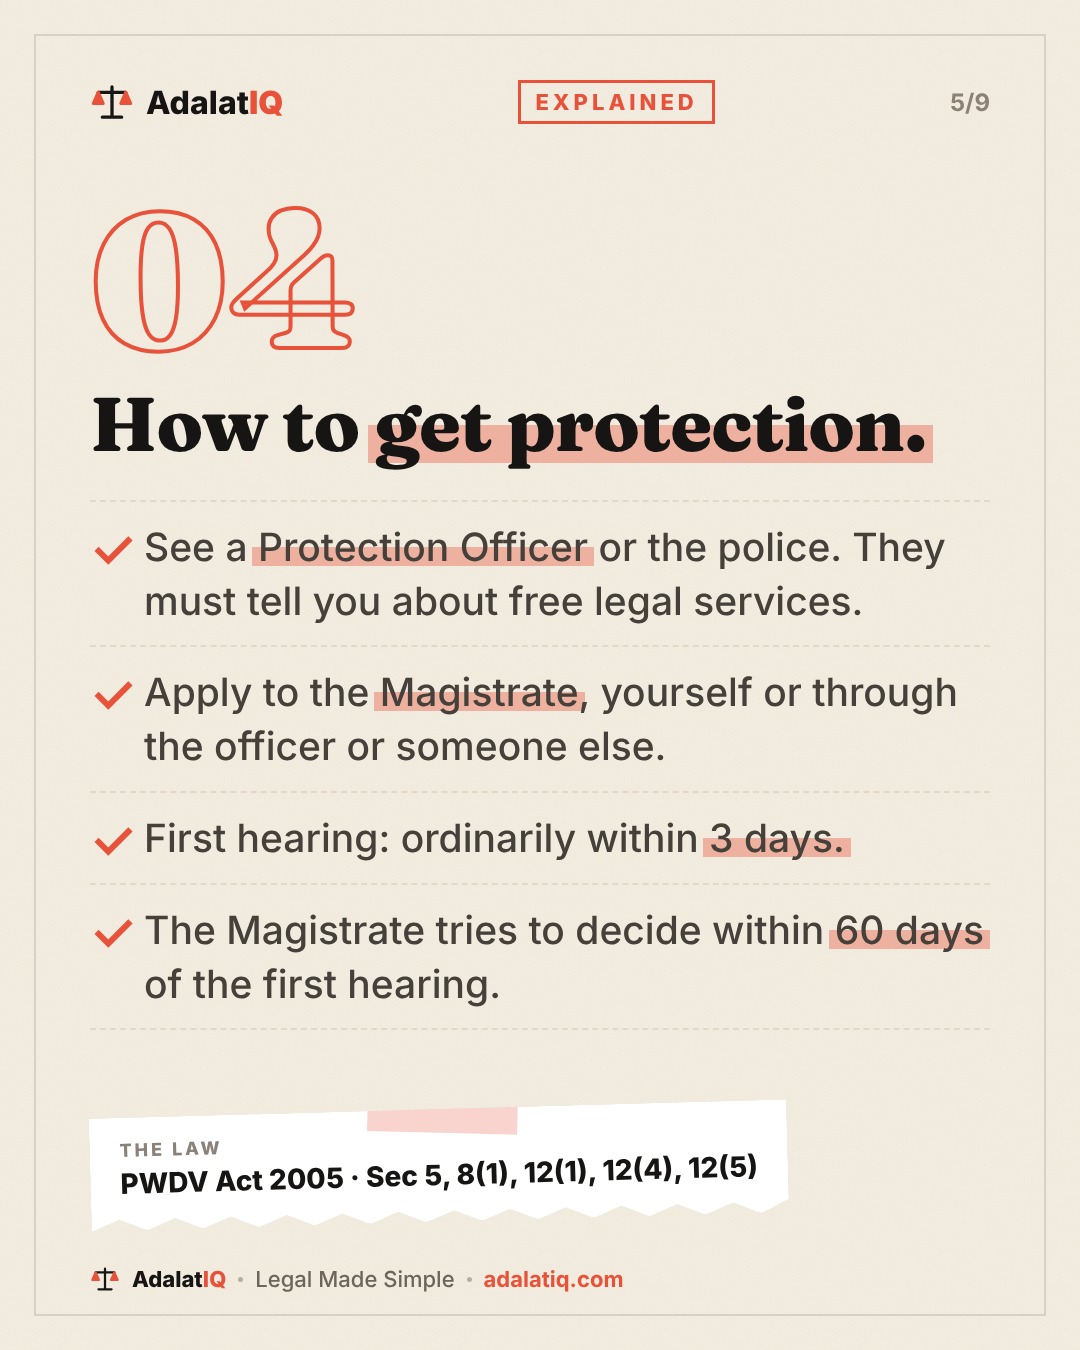 AdalatIQ
EXPLAINED
5/9
04
How to get protection.
See a Protection Officer or the police. They
must tell you about free legal services.
Apply to the Magistrate, yourself or through
the officer or someone else.
First hearing: ordinarily within 3 days.
The Magistrate tries to decide within 60 days
of the first hearing.
THE LAW
PWDV Act 2005 · Sec 5, 8(1), 12(1), 12(4), 12(5)
AdalatIQ • Legal Made Simple • adalatiq.com